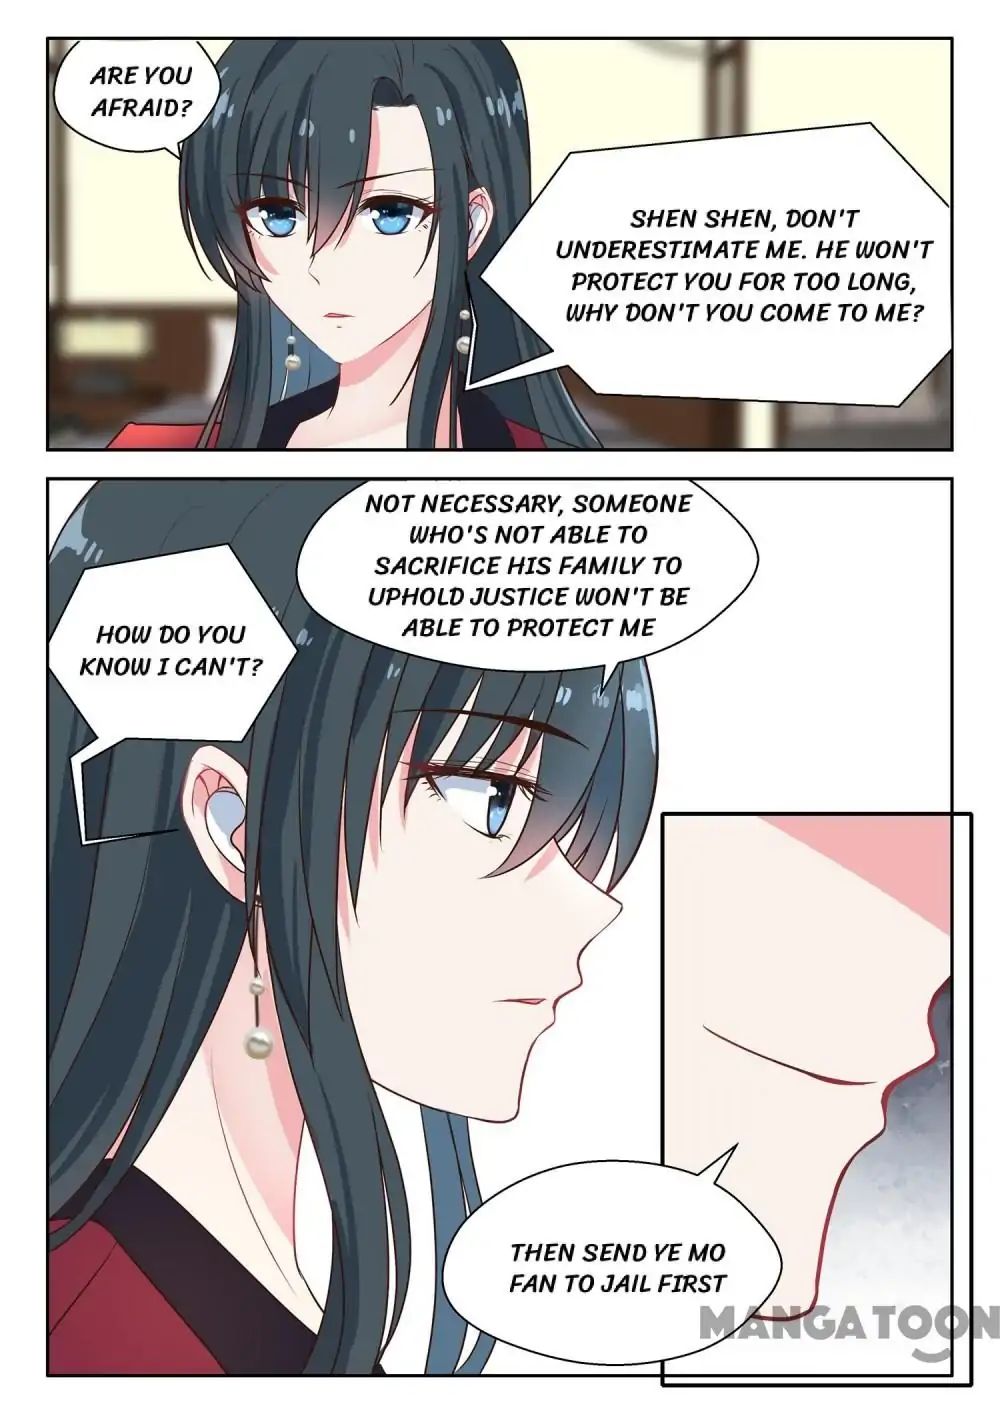 ARE YOU
AFRAID?
SHEN SHEN, DON'T
UNDERESTIMATE ME. HE WON'T
PROTECT YOU FOR TOO LONG,
WHY DON'T YOU COME TO ME?
NOT NECESSARY, SOMEONE
WHO'S NOT ABLE TO
SACRIFICE HIS FAMILY TO
UPHOLD JUSTICE WON'T BE
ABLE TO PROTECT ME
HOW DO YOU
KNOW I CAN'T?
THEN SEND YE MO
FAN TO JAIL FIRST
MANGATOON